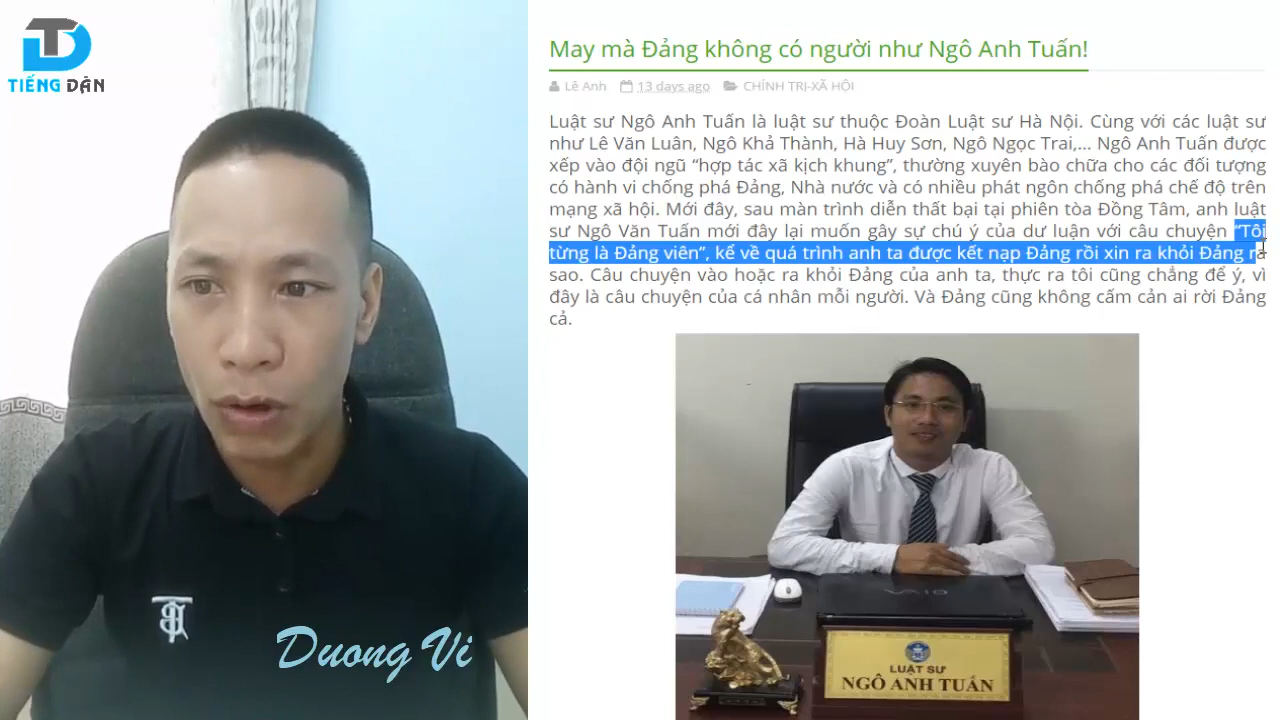 TD
TIẾNG DÂN
Duong Vi
May mà Đảng không có người như Ngô Anh Tuấn!
Lê Anh 13 days ago CHÍNH TRỊ-XÃ HỘI
Luật sư Ngô Anh Tuấn là luật sư thuộc Đoàn Luật sư Hà Nội. Cùng với các luật sư
như Lê Văn Luân, Ngô Khả Thành, Hà Huy Sơn, Ngô Ngọc Trai,... Ngô Anh Tuấn được
xếp vào đội ngũ “hợp tác xã kịch khung”, thường xuyên bào chữa cho các đối tượng
có hành vi chống phá Đảng, Nhà nước và có nhiều phát ngôn chống phá chế độ trên
mạng xã hội. Mới đây, sau màn trình diễn thất bại tại phiên tòa Đồng Tâm, anh luật
sư Ngô Văn Tuấn mới đây lại muốn gây sự chú ý của dư luận với câu chuyện “Tôi
từng là Đảng viên”, kể về quá trình anh ta được kết nạp Đảng rồi xin ra khỏi Đảng ra
sao. Câu chuyện vào hoặc ra khỏi Đảng của anh ta, thực ra tôi cũng chẳng để ý, vì
đây là câu chuyện của cá nhân mỗi người. Và Đảng cũng không cấm cản ai rời Đảng
cả.
VAIO
LUẬT SƯ
NGÔ ANH TUẤN